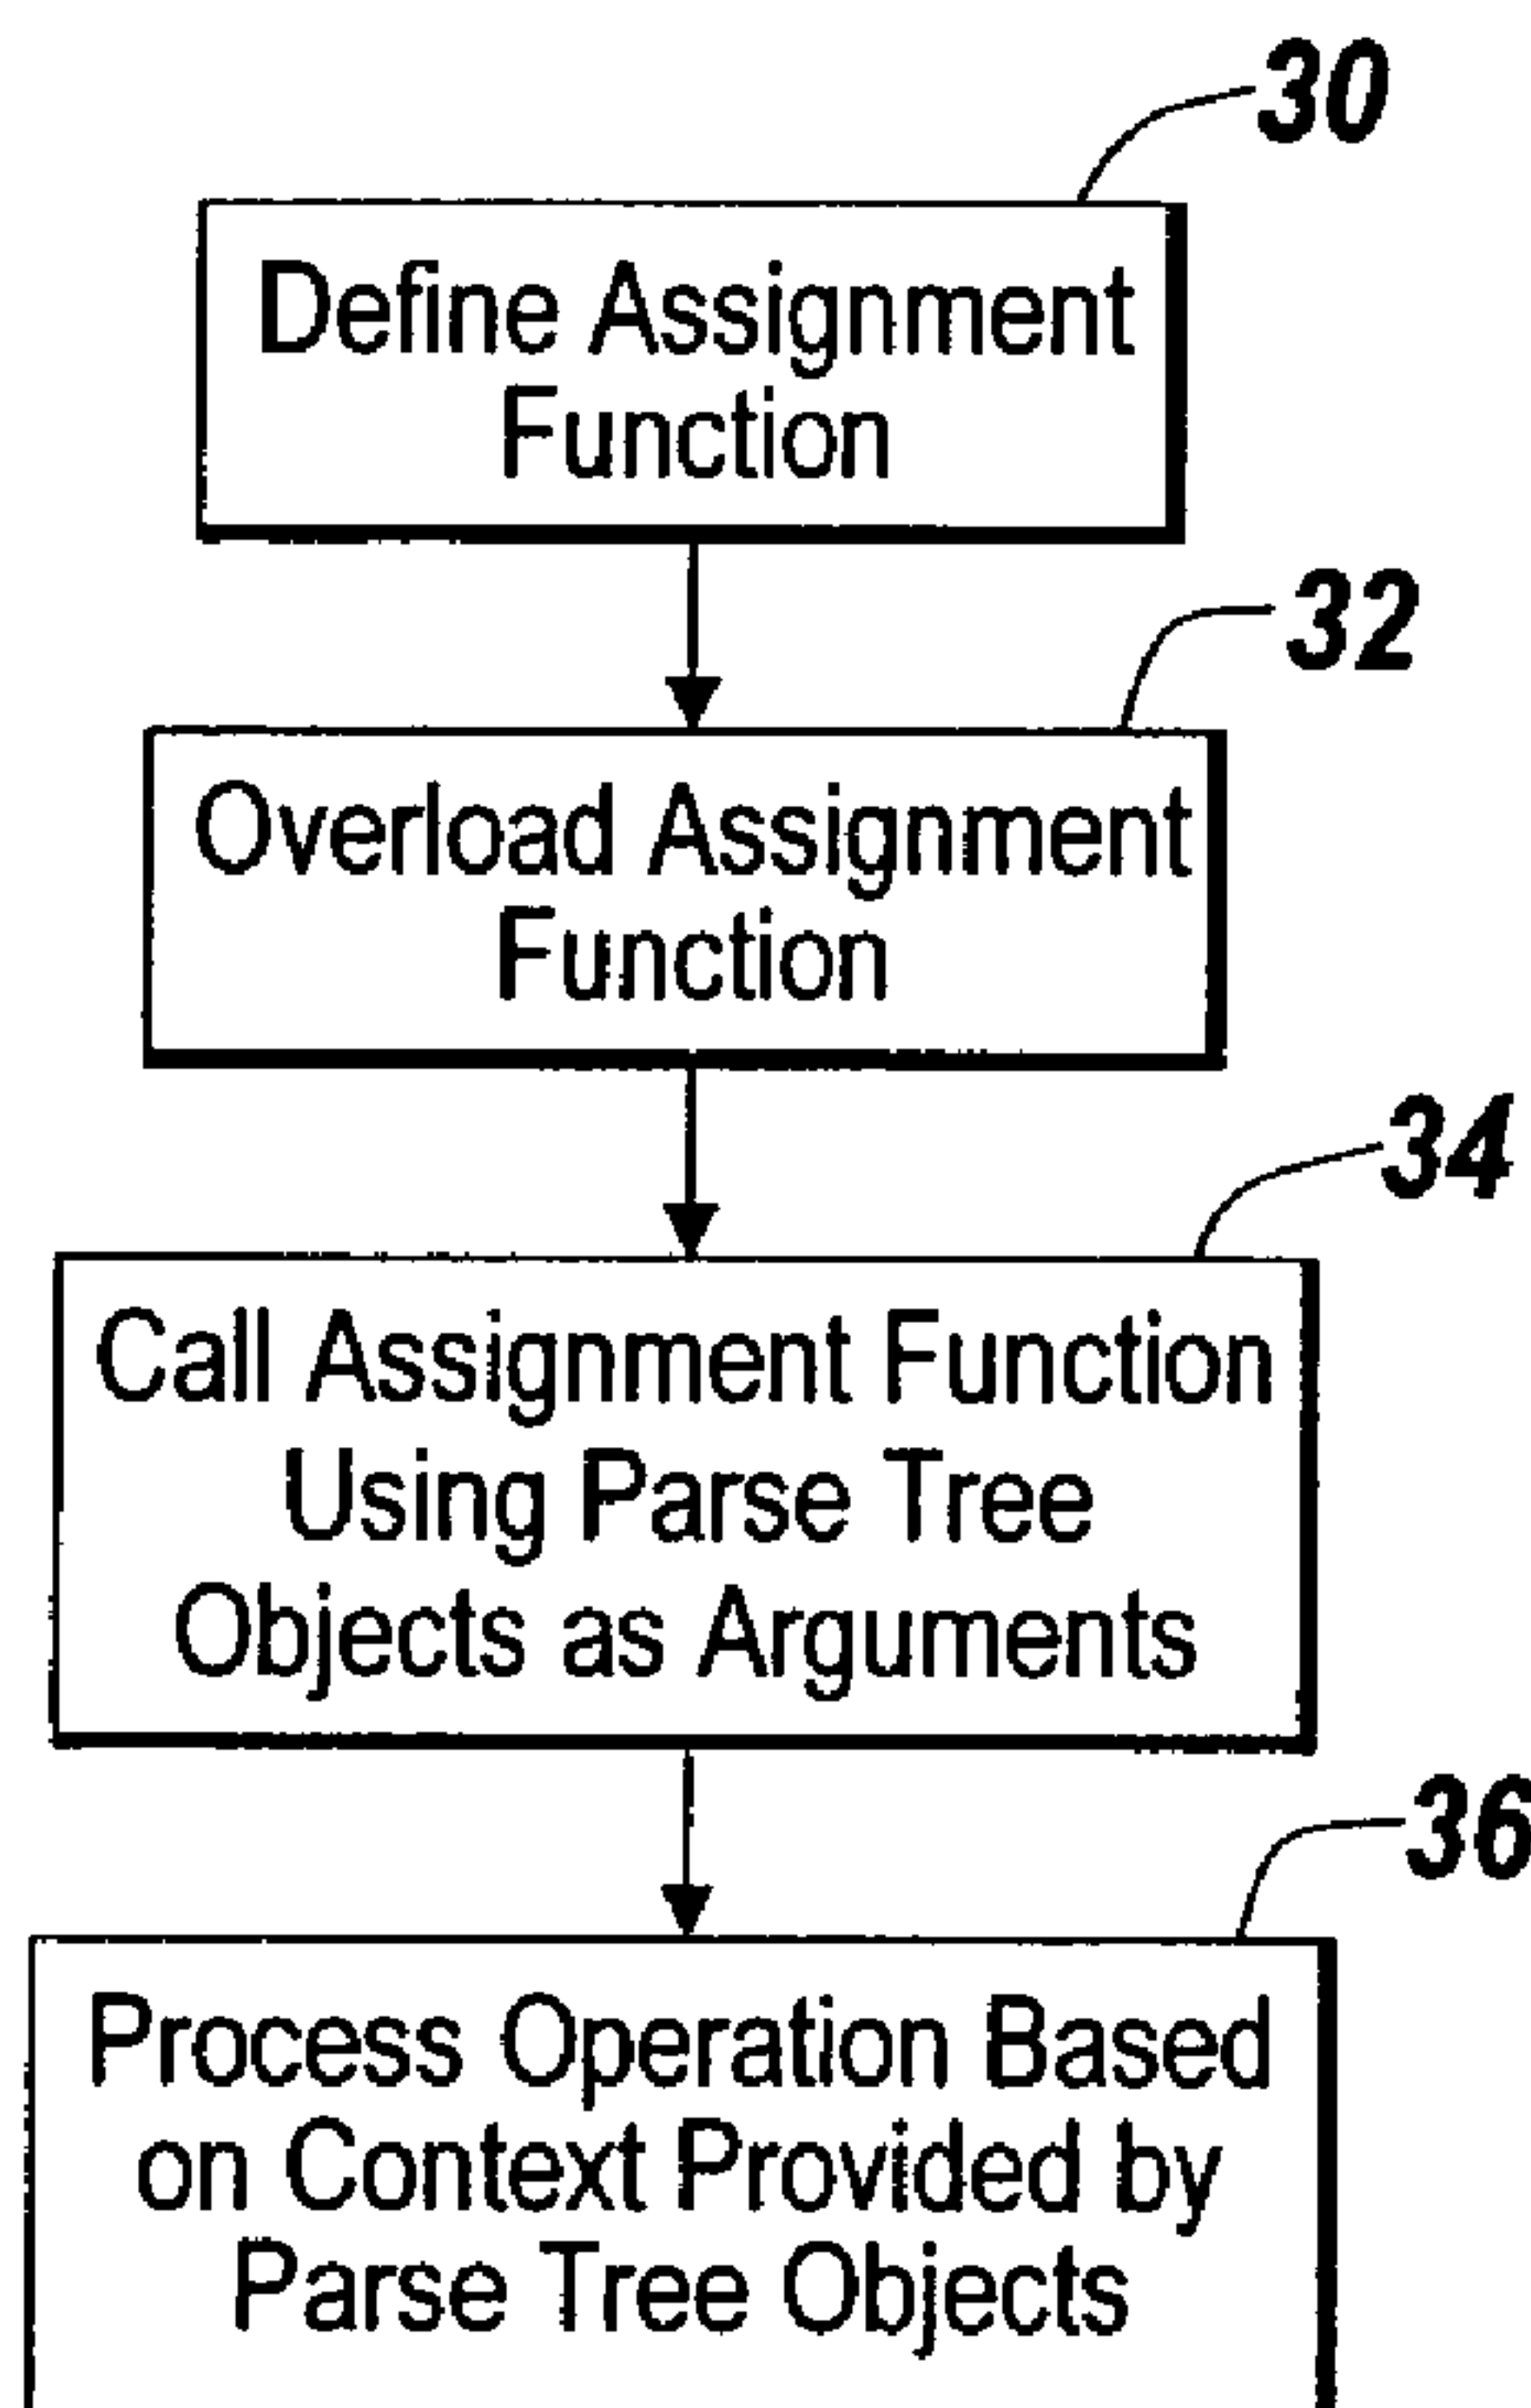 30
Define Assignment
Function
32
Overload Assignment
Function
34
Call Assignment Function
Using Parse Tree
Objects as Arguments
36
Process Operation Based
on Context Provided by
Parse Tree Objects